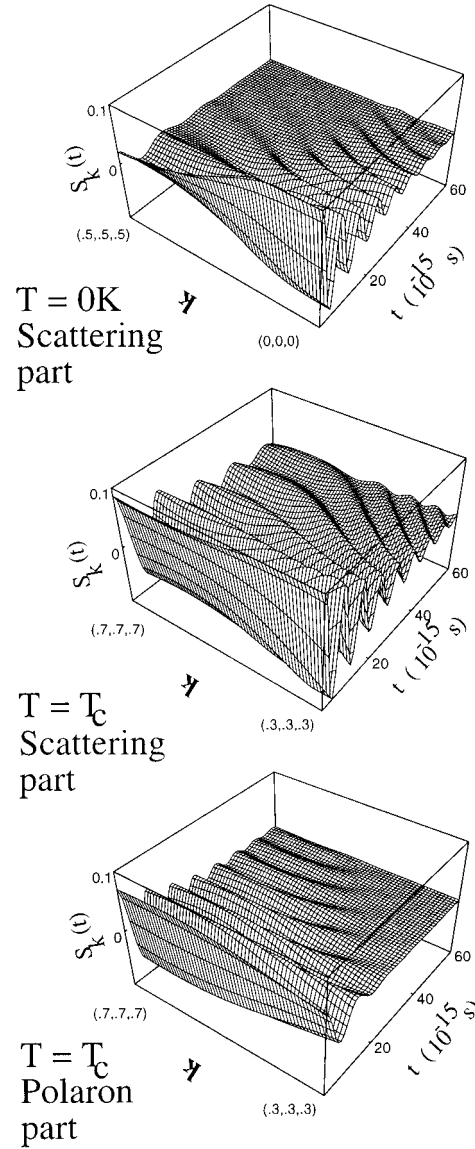 0.1
0
S_k(t)
(.5,.5,.5)
k
(0,0,0)
20
40
60
t (10^-15 s)
T = 0K
Scattering
part
0.1
0
S_k(t)
(.7,.7,.7)
k
(.3,.3,.3)
20
40
60
t (10^-15 s)
T = T_c
Scattering
part
0.1
0
S_k(t)
(.7,.7,.7)
k
(.3,.3,.3)
20
40
60
t (10^-15 s)
T = T_c
Polaron
part